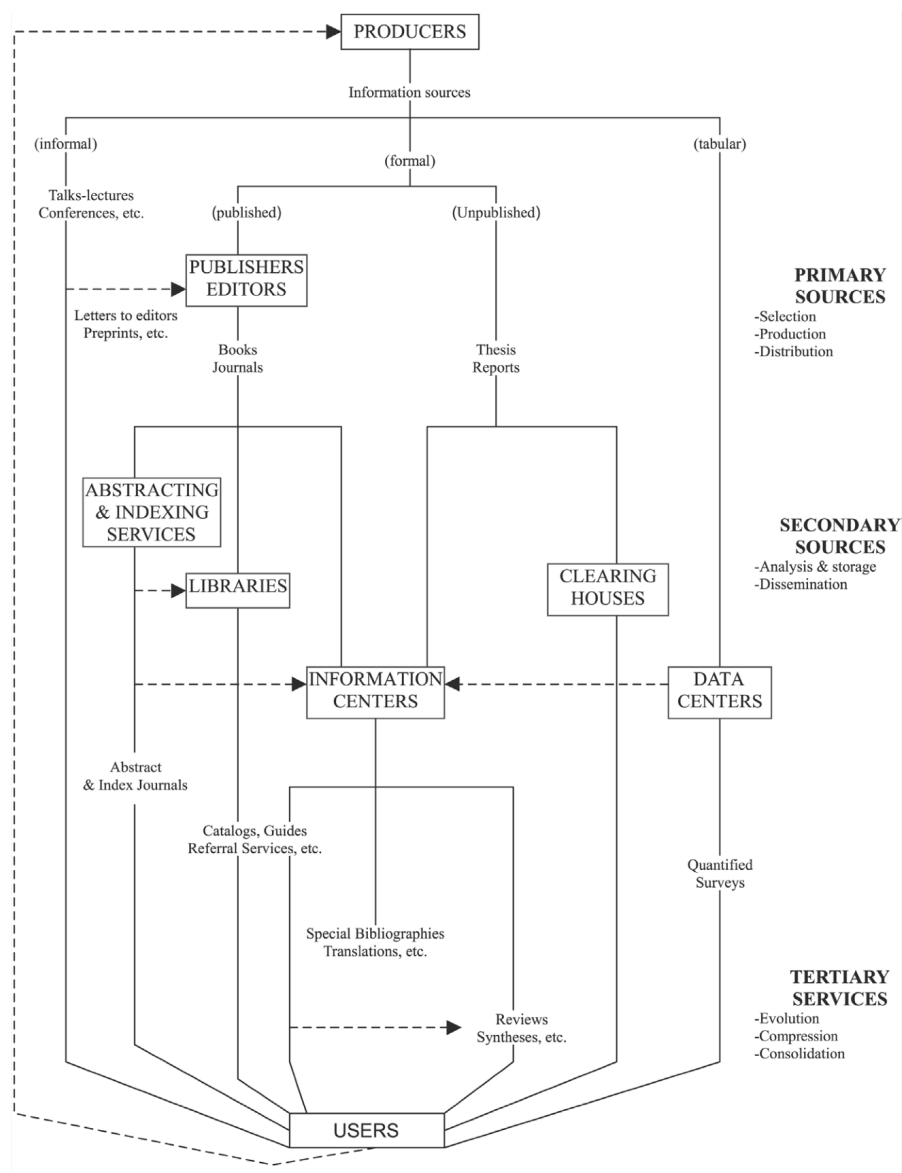 PRODUCERS
Information sources
(informal)
(formal)
(tabular)
Talks-lectures
Conferences, etc.
(published)
(Unpublished)
PUBLISHERS
EDITORS
Letters to editors
Preprints, etc.
Books
Journals
Thesis
Reports
PRIMARY
SOURCES
-Selection
-Production
-Distribution
ABSTRACTING
& INDEXING
SERVICES
LIBRARIES
CLEARING
HOUSES
SECONDARY
SOURCES
-Analysis & storage
-Dissemination
INFORMATION
CENTERS
DATA
CENTERS
Abstract
& Index Journals
Catalogs, Guides
Referral Services, etc.
Quantified
Surveys
Special Bibliographies
Translations, etc.
Reviews
Syntheses, etc.
TERTIARY
SERVICES
-Evolution
-Compression
-Consolidation
USERS